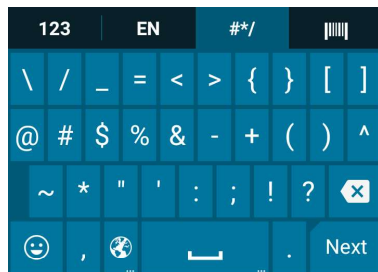 123 EN #*/
\ / _ = < > { } [ ]
@ # $ % & - + ( ) ^
~ * " ' : ; ! ? 
, . Next